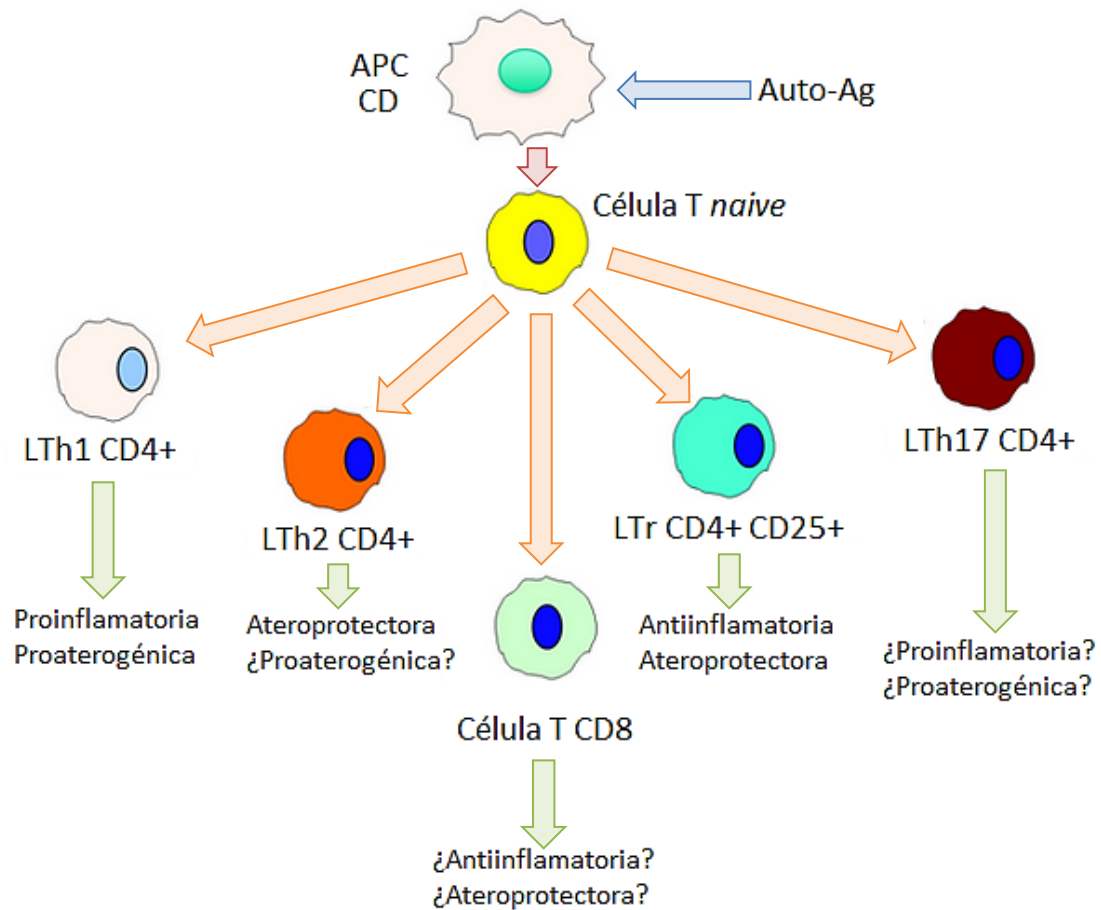 APC
CD
Auto-Ag
Célula T naive
LTh1 CD4+
LTh2 CD4+
LTr CD4+ CD25+
LTh17 CD4+
Proinflamatoria
Proaterogénica
Ateroprotectora
¿Proaterogénica?
Antiinflamatoria
Ateroprotectora
¿Proinflamatoria?
¿Proaterogénica?
Célula T CD8
¿Antiinflamatoria?
¿Ateroprotectora?